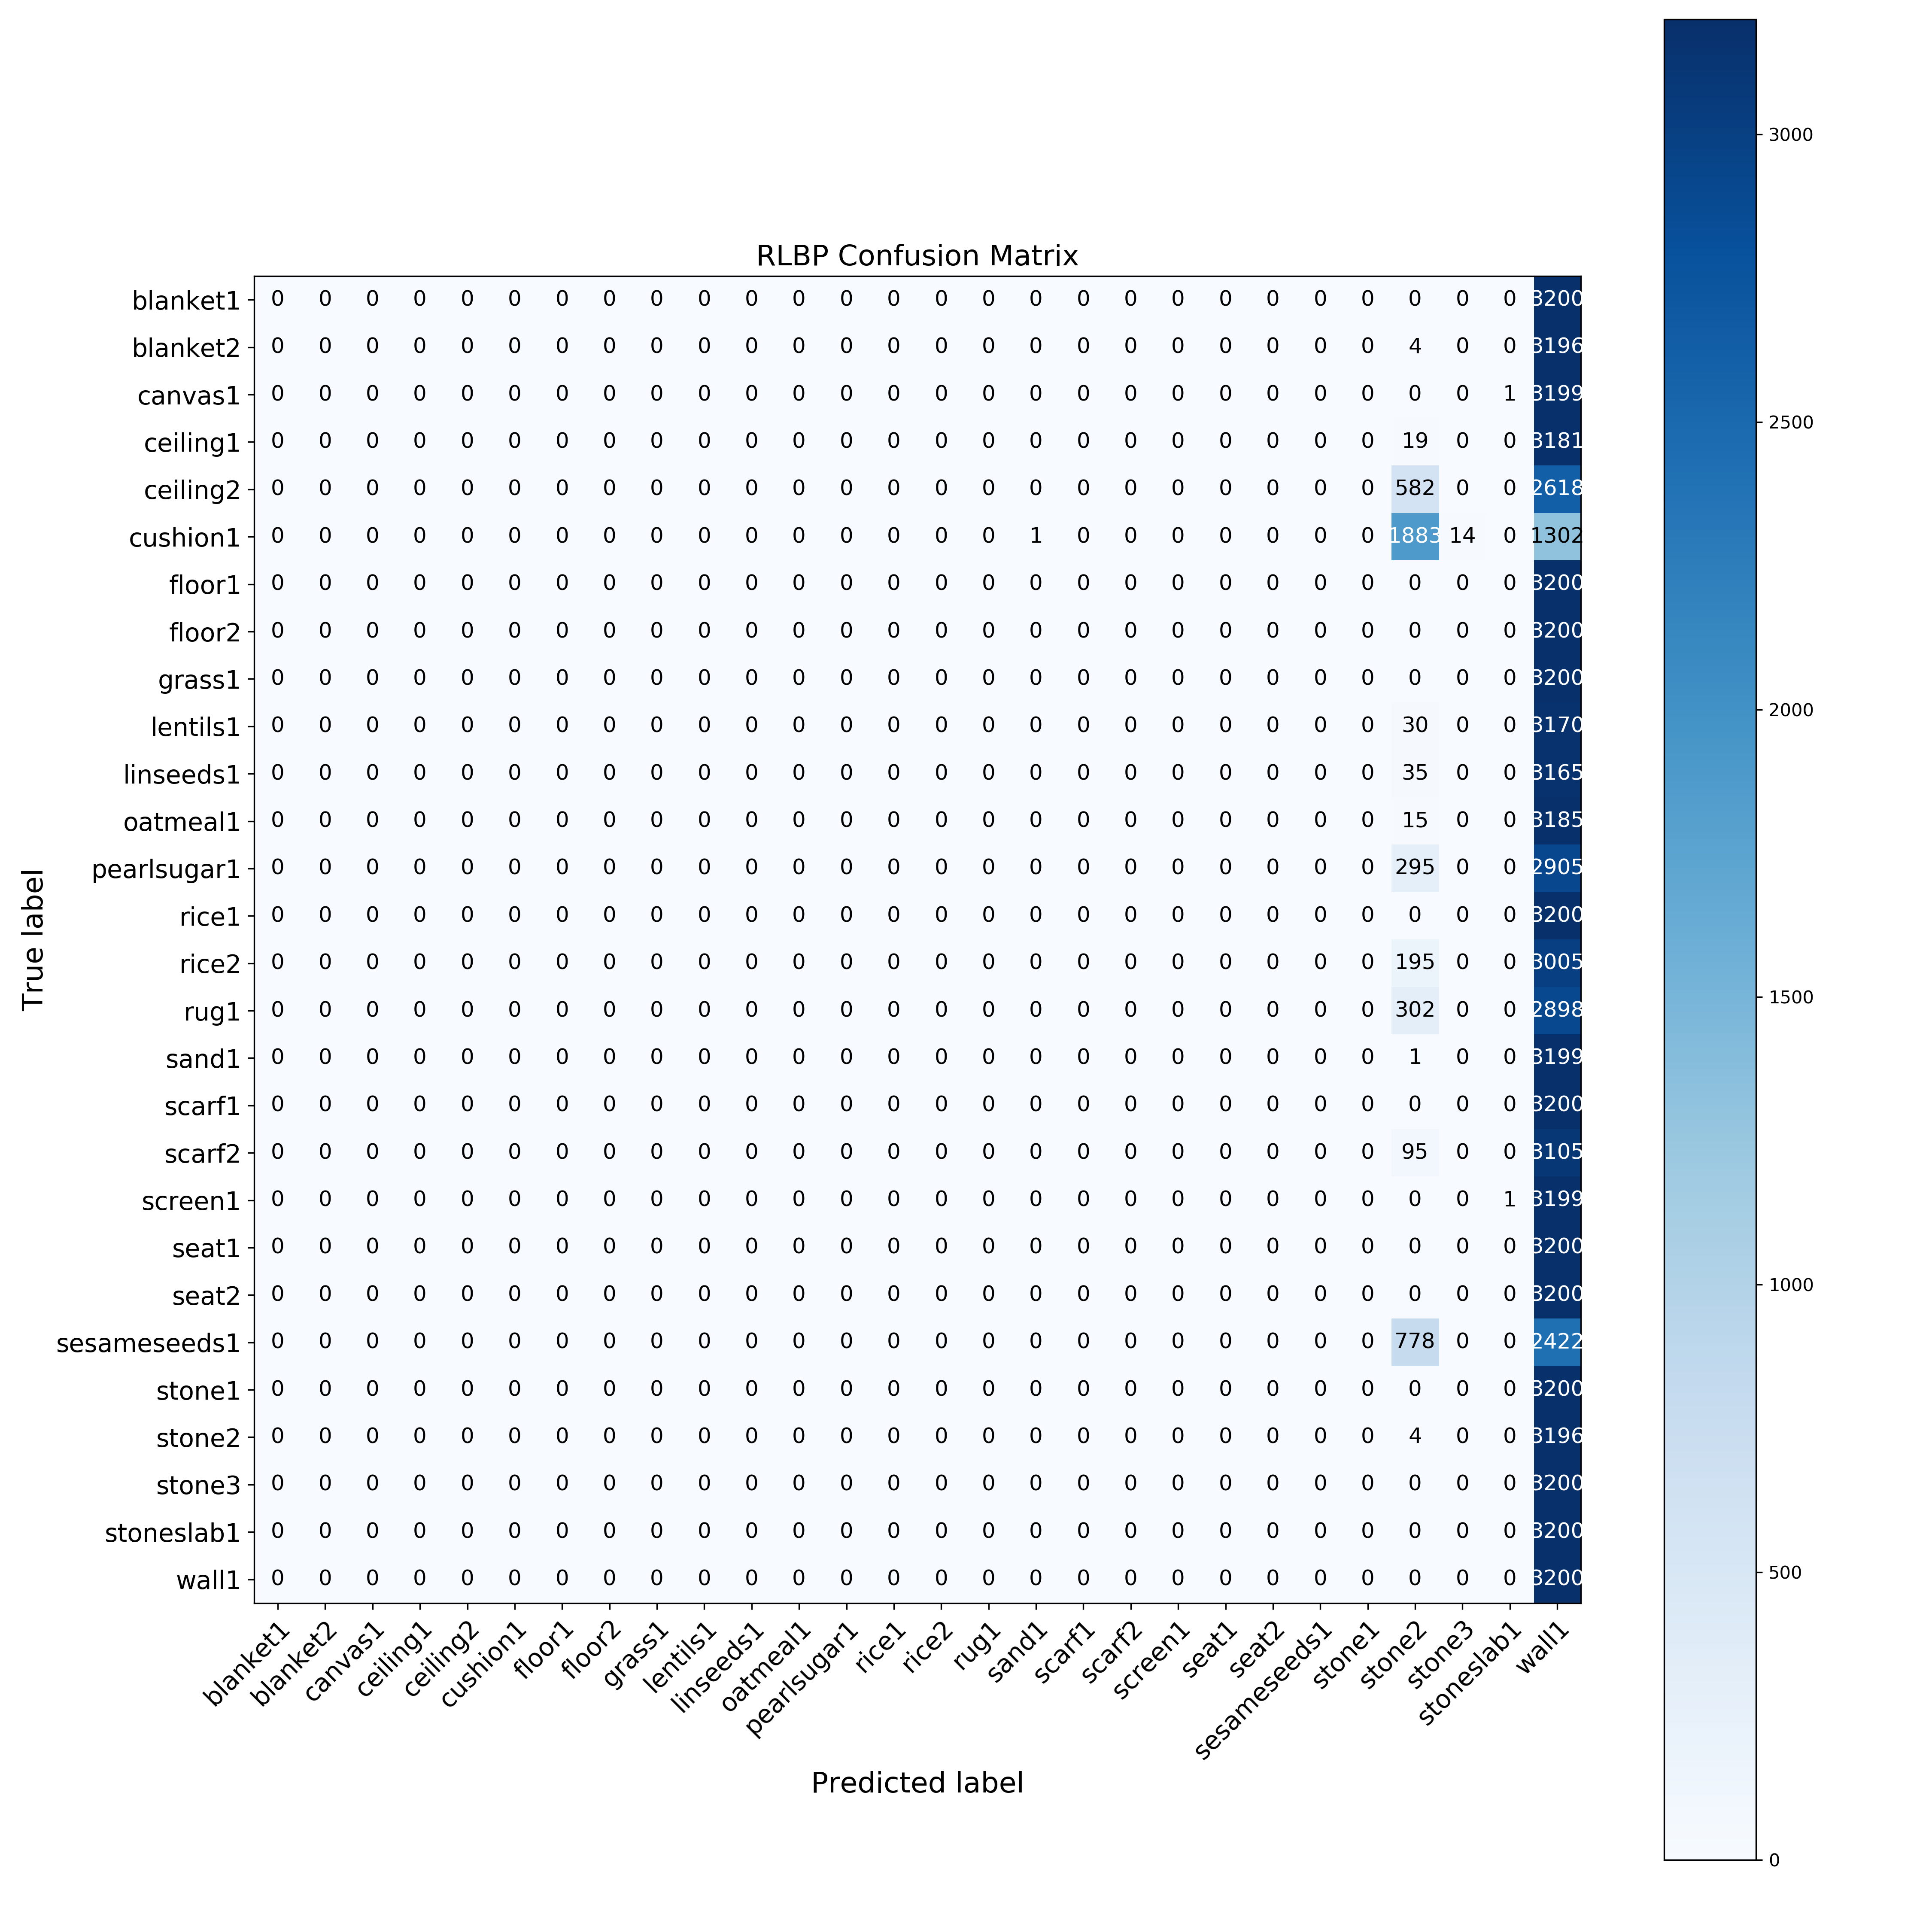 RLBP Confusion Matrix
True label
blanket1 0 0 0 0 0 0 0 0 0 0 0 0 0 0 0 0 0 0 0 0 0 0 0 0 0 0 0 3200
blanket2 0 0 0 0 0 0 0 0 0 0 0 0 0 0 0 0 0 0 0 0 0 0 0 0 4 0 0 3196
canvas1 0 0 0 0 0 0 0 0 0 0 0 0 0 0 0 0 0 0 0 0 0 0 0 0 0 0 1 3199
ceiling1 0 0 0 0 0 0 0 0 0 0 0 0 0 0 0 0 0 0 0 0 0 0 0 0 19 0 0 3181
ceiling2 0 0 0 0 0 0 0 0 0 0 0 0 0 0 0 0 0 0 0 0 0 0 0 0 582 0 0 2618
cushion1 0 0 0 0 0 0 0 0 0 0 0 0 0 0 0 0 1 0 0 0 0 0 0 0 1883 14 0 1302
floor1 0 0 0 0 0 0 0 0 0 0 0 0 0 0 0 0 0 0 0 0 0 0 0 0 0 0 0 3200
floor2 0 0 0 0 0 0 0 0 0 0 0 0 0 0 0 0 0 0 0 0 0 0 0 0 0 0 0 3200
grass1 0 0 0 0 0 0 0 0 0 0 0 0 0 0 0 0 0 0 0 0 0 0 0 0 0 0 0 3200
lentils1 0 0 0 0 0 0 0 0 0 0 0 0 0 0 0 0 0 0 0 0 0 0 0 0 30 0 0 3170
linseeds1 0 0 0 0 0 0 0 0 0 0 0 0 0 0 0 0 0 0 0 0 0 0 0 0 35 0 0 3165
oatmeal1 0 0 0 0 0 0 0 0 0 0 0 0 0 0 0 0 0 0 0 0 0 0 0 0 15 0 0 3185
pearlsugar1 0 0 0 0 0 0 0 0 0 0 0 0 0 0 0 0 0 0 0 0 0 0 0 0 295 0 0 2905
rice1 0 0 0 0 0 0 0 0 0 0 0 0 0 0 0 0 0 0 0 0 0 0 0 0 0 0 0 3200
rice2 0 0 0 0 0 0 0 0 0 0 0 0 0 0 0 0 0 0 0 0 0 0 0 0 195 0 0 3005
rug1 0 0 0 0 0 0 0 0 0 0 0 0 0 0 0 0 0 0 0 0 0 0 0 0 302 0 0 2898
sand1 0 0 0 0 0 0 0 0 0 0 0 0 0 0 0 0 0 0 0 0 0 0 0 0 1 0 0 3199
scarf1 0 0 0 0 0 0 0 0 0 0 0 0 0 0 0 0 0 0 0 0 0 0 0 0 0 0 0 3200
scarf2 0 0 0 0 0 0 0 0 0 0 0 0 0 0 0 0 0 0 0 0 0 0 0 0 95 0 0 3105
screen1 0 0 0 0 0 0 0 0 0 0 0 0 0 0 0 0 0 0 0 0 0 0 0 0 0 0 1 3199
seat1 0 0 0 0 0 0 0 0 0 0 0 0 0 0 0 0 0 0 0 0 0 0 0 0 0 0 0 3200
seat2 0 0 0 0 0 0 0 0 0 0 0 0 0 0 0 0 0 0 0 0 0 0 0 0 0 0 0 3200
sesameseeds1 0 0 0 0 0 0 0 0 0 0 0 0 0 0 0 0 0 0 0 0 0 0 0 0 778 0 0 2422
stone1 0 0 0 0 0 0 0 0 0 0 0 0 0 0 0 0 0 0 0 0 0 0 0 0 0 0 0 3200
stone2 0 0 0 0 0 0 0 0 0 0 0 0 0 0 0 0 0 0 0 0 0 0 0 0 4 0 0 3196
stone3 0 0 0 0 0 0 0 0 0 0 0 0 0 0 0 0 0 0 0 0 0 0 0 0 0 0 0 3200
stoneslab1 0 0 0 0 0 0 0 0 0 0 0 0 0 0 0 0 0 0 0 0 0 0 0 0 0 0 0 3200
wall1 0 0 0 0 0 0 0 0 0 0 0 0 0 0 0 0 0 0 0 0 0 0 0 0 0 0 0 3200
blanket1 blanket2 canvas1 ceiling1 ceiling2 cushion1 floor1 floor2 grass1 lentils1 linseeds1 oatmeal1 pearlsugar1 rice1 rice2 rug1 sand1 scarf1 scarf2 screen1 seat1 seat2 sesameseeds1 stone1 stone2 stone3 stoneslab1 wall1
Predicted label
3000
2500
2000
1500
1000
500
0